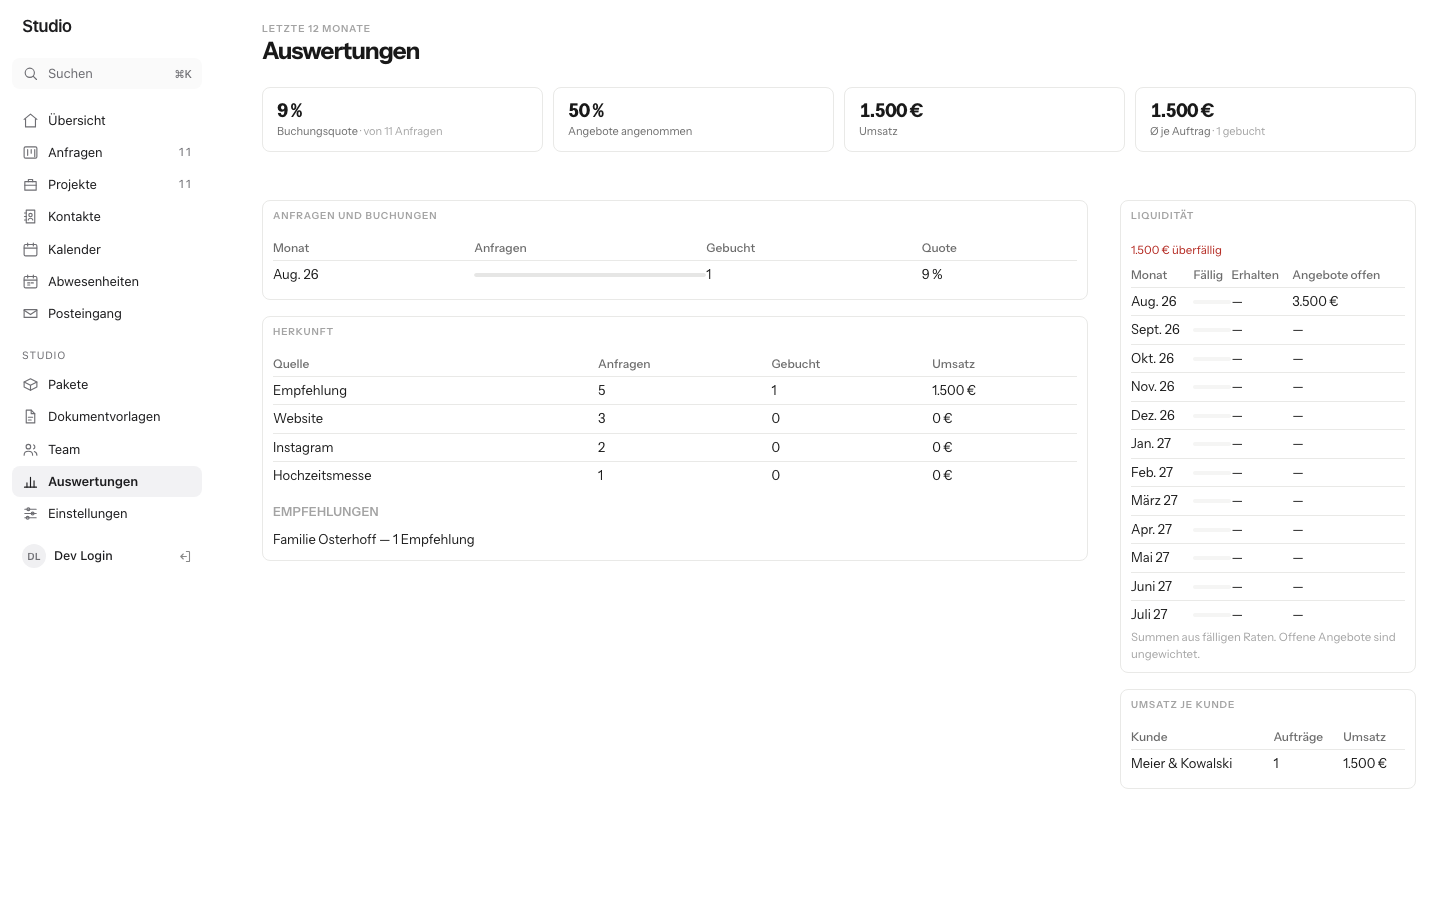 Studio
Suchen ⌘K
Übersicht
Anfragen 11
Projekte 11
Kontakte
Kalender
Abwesenheiten
Posteingang
STUDIO
Pakete
Dokumentvorlagen
Team
Auswertungen
Einstellungen
DL Dev Login
LETZTE 12 MONATE
Auswertungen
9 %
Buchungsquote · von 11 Anfragen
50 %
Angebote angenommen
1.500 €
Umsatz
1.500 €
Ø je Auftrag · 1 gebucht
ANFRAGEN UND BUCHUNGEN
Monat Anfragen Gebucht Quote
Aug. 26 1 9 %
HERKUNFT
Quelle Anfragen Gebucht Umsatz
Empfehlung 5 1 1.500 €
Website 3 0 0 €
Instagram 2 0 0 €
Hochzeitsmesse 1 0 0 €
EMPFEHLUNGEN
Familie Osterhoff — 1 Empfehlung
LIQUIDITÄT
1.500 € überfällig
Monat Fällig Erhalten Angebote offen
Aug. 26 — 3.500 €
Sept. 26 — —
Okt. 26 — —
Nov. 26 — —
Dez. 26 — —
Jan. 27 — —
Feb. 27 — —
März 27 — —
Apr. 27 — —
Mai 27 — —
Juni 27 — —
Juli 27 — —
Summen aus fälligen Raten. Offene Angebote sind
ungewichtet.
UMSATZ JE KUNDE
Kunde Aufträge Umsatz
Meier & Kowalski 1 1.500 €